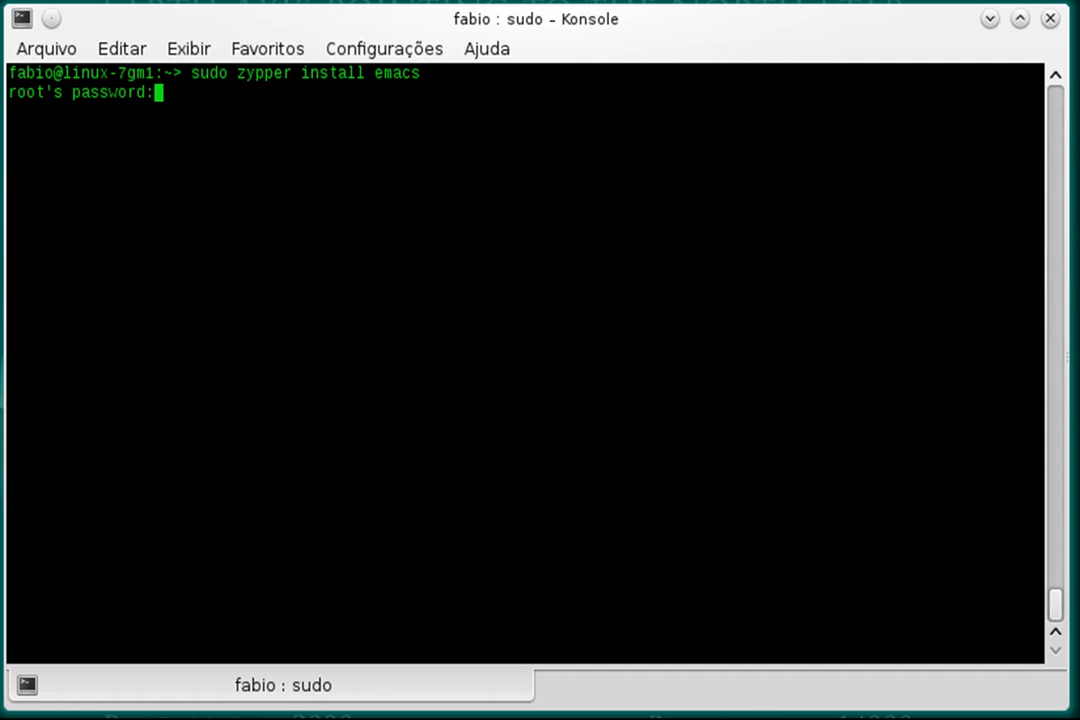 fabio : sudo – Konsole
Arquivo Editar Exibir Favoritos Configurações Ajuda
fabio@linux-7gm1:~> sudo zypper install emacs
root's password:
fabio : sudo